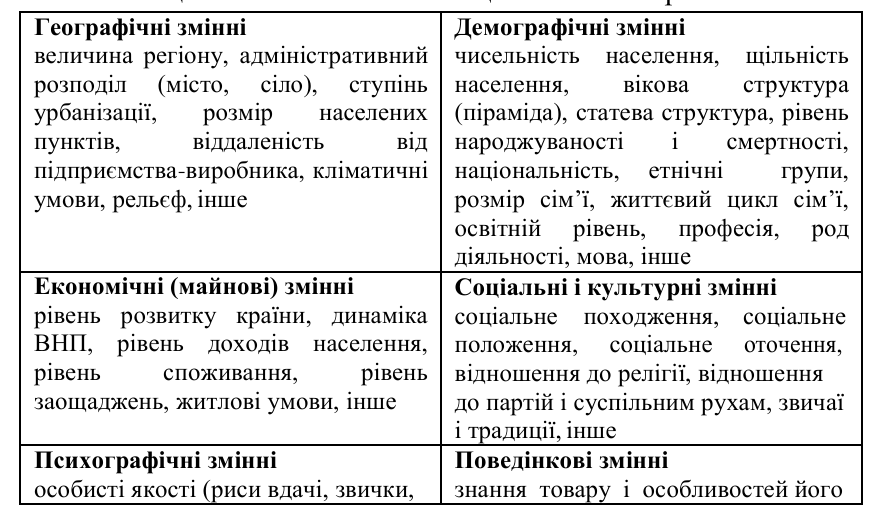 Географічні змінні
величина регіону, адміністративний
розподіл (місто, сіло), ступінь
урбанізації, розмір населених
пунктів, віддаленість від
підприємства-виробника, кліматичні
умови, рельєф, інше
Демографічні змінні
чисельність населення, щільність
населення, вікова структура
(піраміда), статева структура, рівень
народжуваності і смертності,
національність, етнічні групи,
розмір сім’ї, життєвий цикл сім’ї,
освітній рівень, професія, род
діяльності, мова, інше
Економічні (майнові) змінні
рівень розвитку країни, динаміка
ВНП, рівень доходів населення,
рівень споживання, рівень
заощаджень, житлові умови, інше
Соціальні і культурні змінні
соціальне походження, соціальне
положення, соціальне оточення,
відношення до релігії, відношення
до партій і суспільним рухам, звичаї
і традиції, інше
Психографічні змінні
особисті якості (риси вдачі, звички,
Поведінкові змінні
знання товару і особливостей його